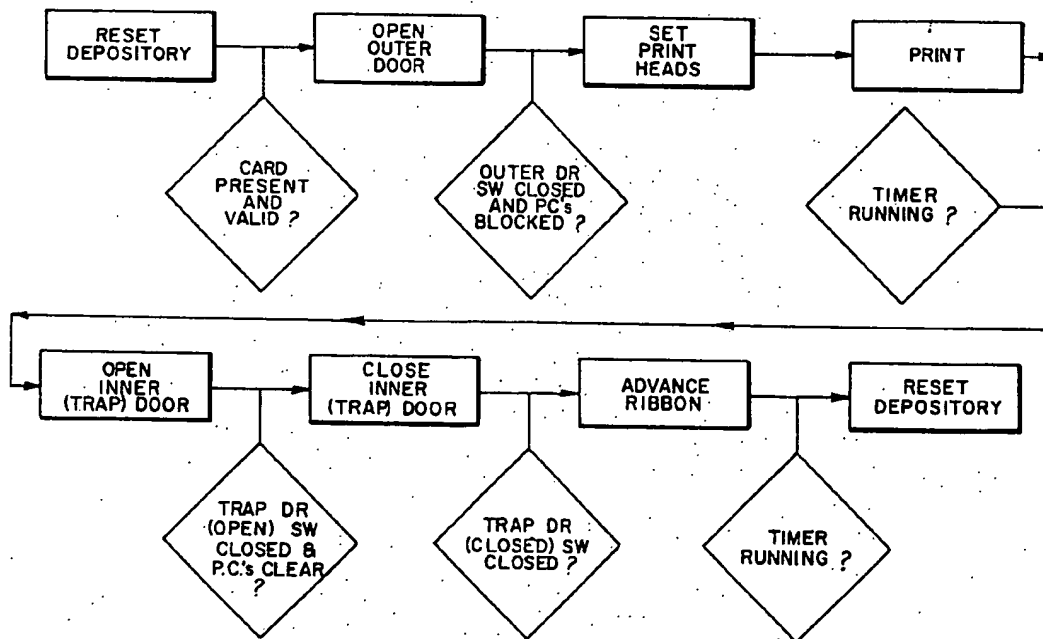 RESET
DEPOSITORY
OPEN
OUTER
DOOR
SET
PRINT
HEADS
PRINT
CARD
PRESENT
AND
VALID ?
OUTER DR
SW CLOSED
AND PC's
BLOCKED ?
TIMER
RUNNING ?
OPEN
INNER
(TRAP) DOOR
CLOSE
INNER
(TRAP) DOOR
ADVANCE
RIBBON
RESET
DEPOSITORY
TRAP DR
(OPEN) SW
CLOSED &
P.C.'s CLEAR
?
TRAP DR
(CLOSED) SW
CLOSED ?
TIMER
RUNNING ?